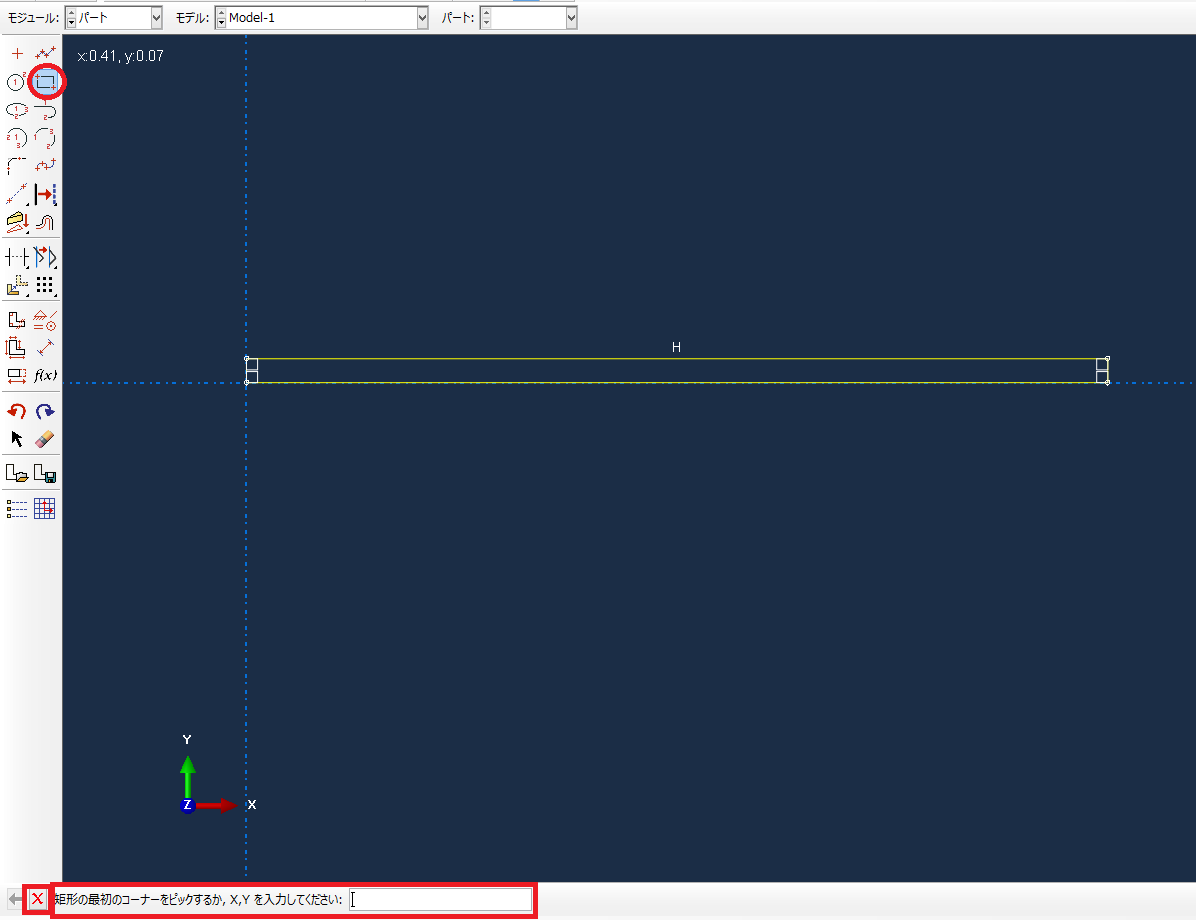 モジュール: パート モデル: Model-1 パート:
x:0.41, y:0.07
f(x)
H
Y
Z X
X 矩形の最初のコーナーをピックするか, X,Y を入力してください: